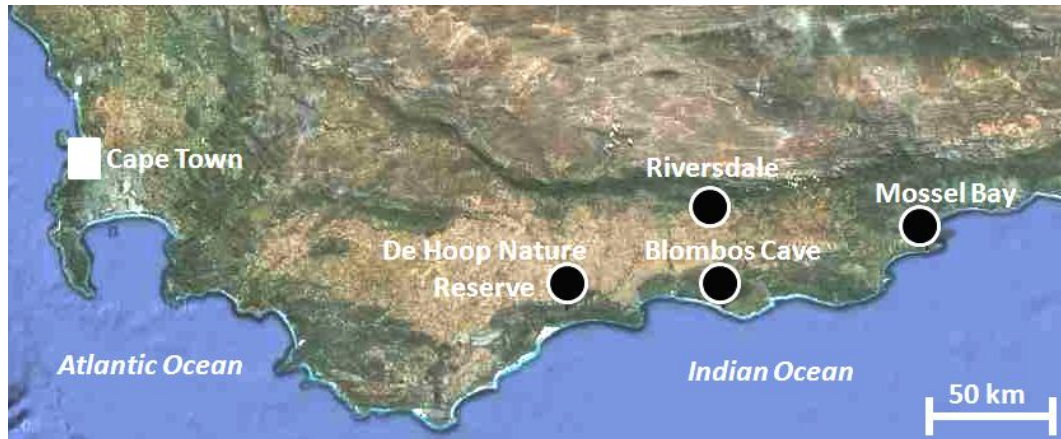 Cape Town
Riversdale
Mossel Bay
De Hoop Nature
Reserve
Blombos Cave
Atlantic Ocean
Indian Ocean
50 km